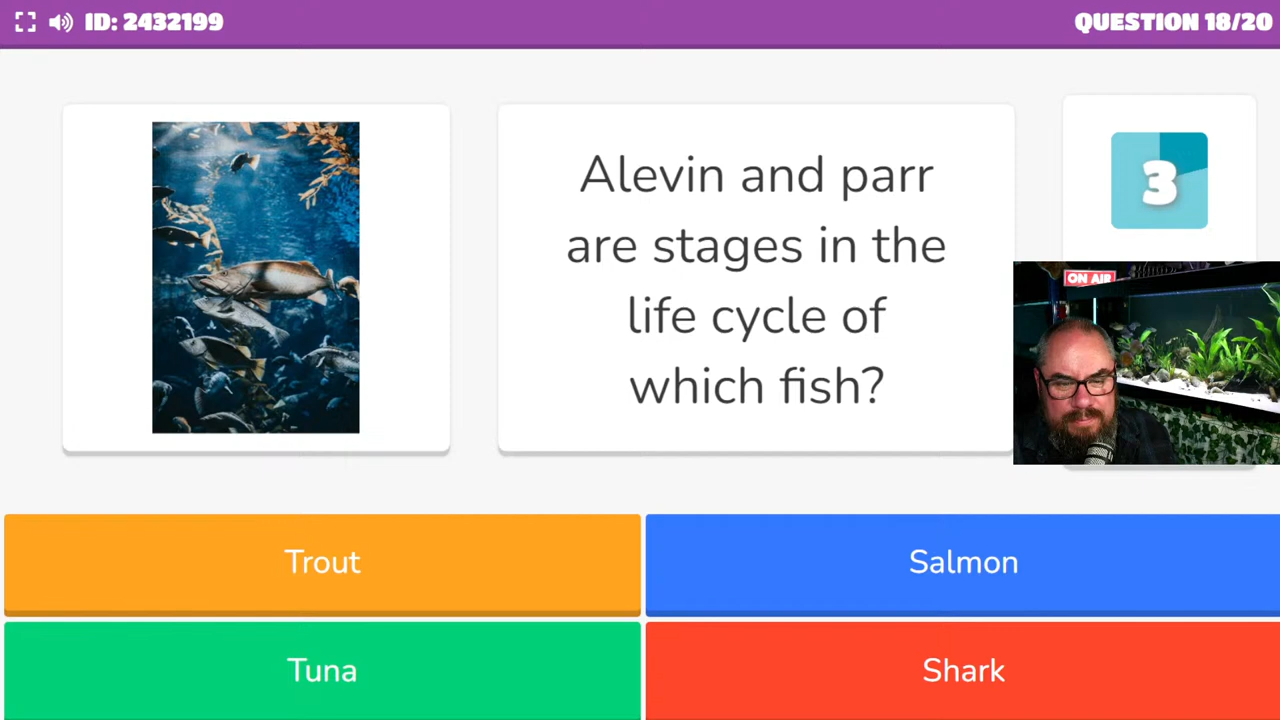 ID: 2432199
QUESTION 18/20
Alevin and parr
are stages in the
life cycle of
which fish?
3
ON AIR
Trout
Salmon
Tuna
Shark